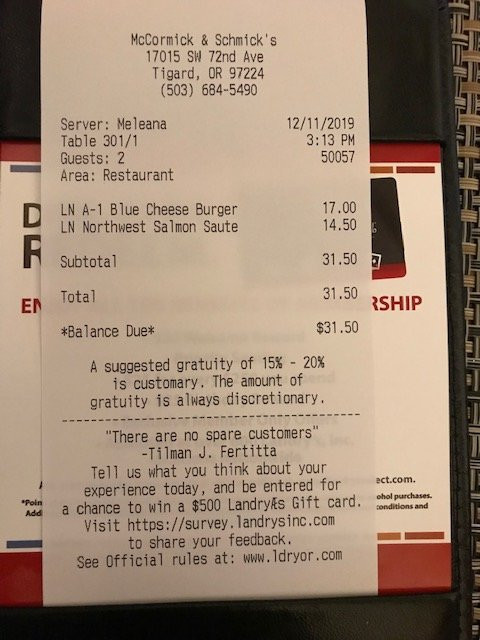 McCormick & Schmick's
17015 SW 72nd Ave
Tigard, OR 97224
(503) 684-5490
Server: Meleana 12/11/2019
Table 301/1 3:13 PM
Guests: 2 50057
Area: Restaurant
LN A-1 Blue Cheese Burger 17.00
LN Northwest Salmon Saute 14.50
Subtotal 31.50
Total 31.50
*Balance Due* $31.50
A suggested gratuity of 15% - 20%
is customary. The amount of
gratuity is always discretionary.
"There are no spare customers"
-Tilman J. Fertitta
Tell us what you think about your
experience today, and be entered for
a chance to win a $500 LandryÆs Gift card.
Visit https://survey.landrysinc.com
to share your feedback.
See Official rules at: www.ldryor.com
D
R
EN
RSHIP
ect.com.
*Poin
ohol purchases.
Addi
conditions and